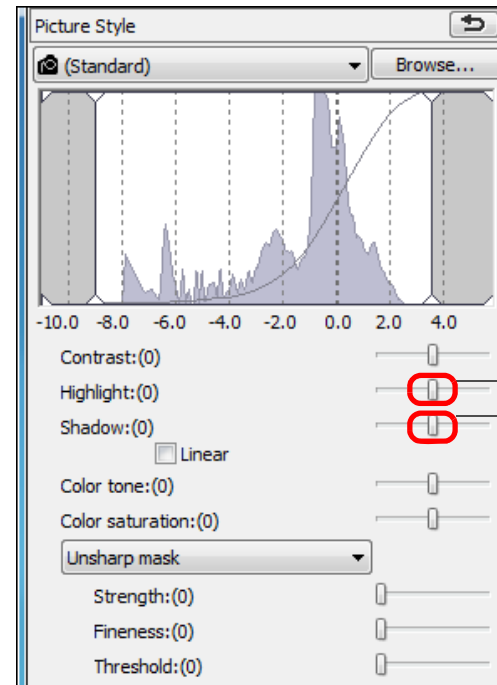 Picture Style
(Standard) Browse...
-10.0 -8.0 -6.0 -4.0 -2.0 0.0 2.0 4.0
Contrast:(0)
Highlight:(0)
Shadow:(0)
Linear
Color tone:(0)
Color saturation:(0)
Unsharp mask
Strength:(0)
Fineness:(0)
Threshold:(0)